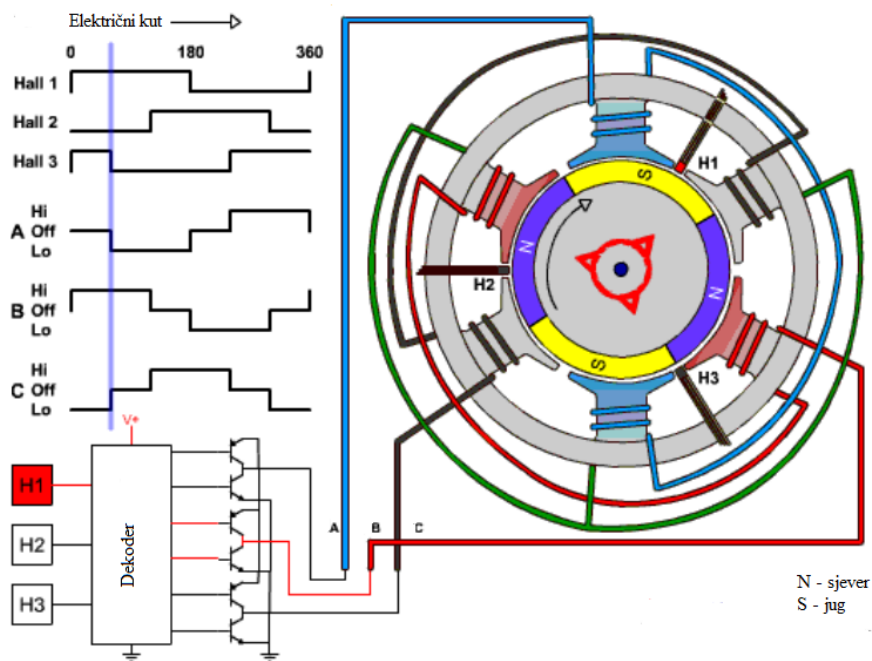 Električni kut
0 180 360
Hall 1
Hall 2
Hall 3
Hi
A Off
Lo
Hi
B Off
Lo
Hi
C Off
Lo
V+
H1
H2
H3
Dekoder
A B C
S
H1
N
H2
N
S
H3
N - sjever
S - jug